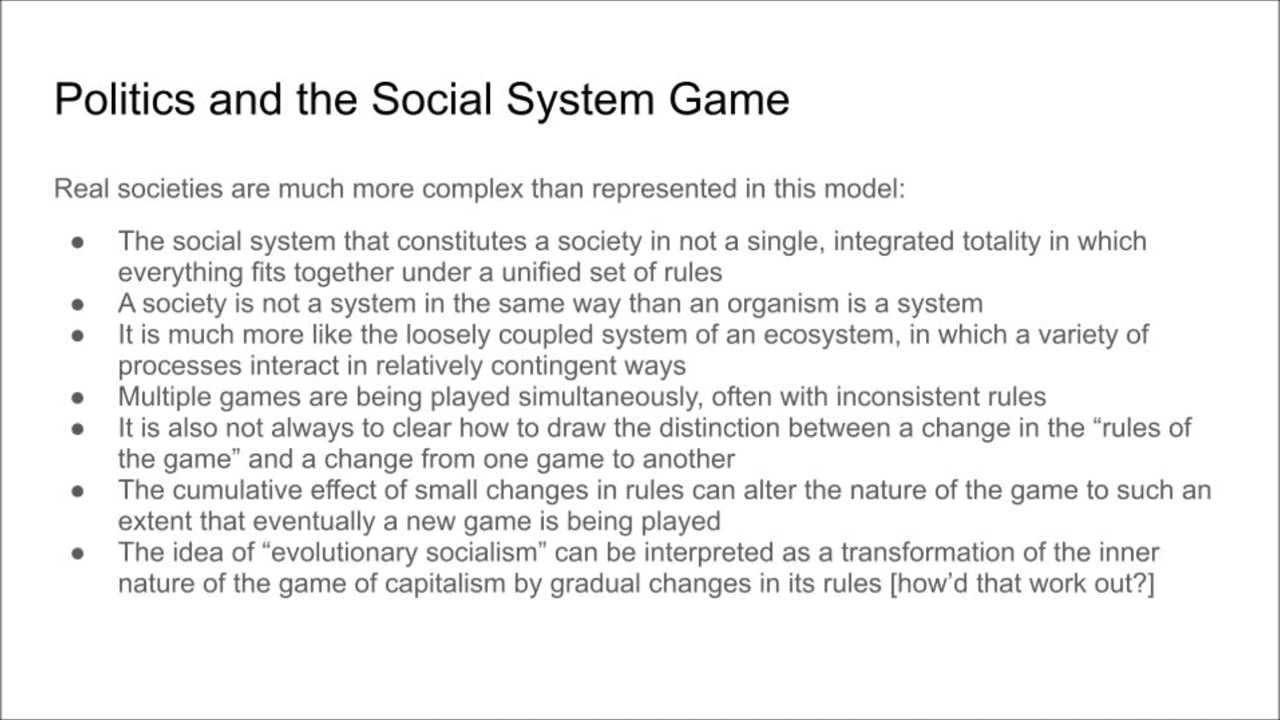 Politics and the Social System Game
Real societies are much more complex than represented in this model:
● The social system that constitutes a society in not a single, integrated totality in which
everything fits together under a unified set of rules
● A society is not a system in the same way than an organism is a system
● It is much more like the loosely coupled system of an ecosystem, in which a variety of
processes interact in relatively contingent ways
● Multiple games are being played simultaneously, often with inconsistent rules
● It is also not always to clear how to draw the distinction between a change in the “rules of
the game” and a change from one game to another
● The cumulative effect of small changes in rules can alter the nature of the game to such an
extent that eventually a new game is being played
● The idea of “evolutionary socialism” can be interpreted as a transformation of the inner
nature of the game of capitalism by gradual changes in its rules [how’d that work out?]